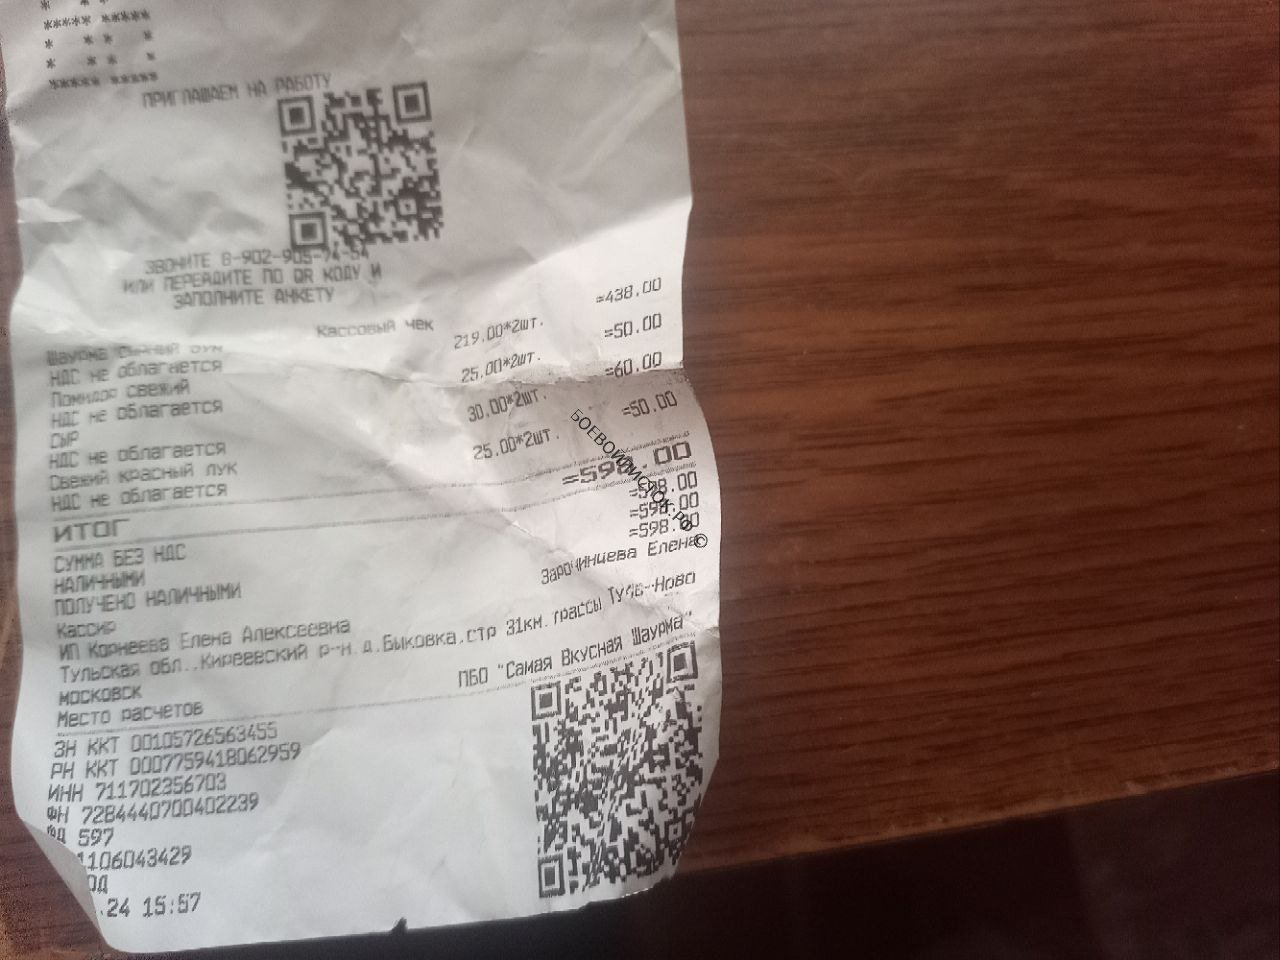 ***** *****
* * * *
* * * *
***** *****
ПРИГЛАШАЕМ НА РАБОТУ
ЗВОНИТЕ 8-902-905-74-54
ИЛИ ПЕРЕЙДИТЕ ПО QR КОДУ И
ЗАПОЛНИТЕ АНКЕТУ
Кассовый чек
Шаурма Сырный бум
219.00*2шт. =438.00
НДС не облагается
Помидор свежий
25.00*2шт. =50.00
НДС не облагается
СЫР
30.00*2шт. =60.00
НДС не облагается
Свежий красный лук
25.00*2шт. =50.00
НДС не облагается
ИТОГ =598.00
СУММА БЕЗ НДС =598.00
НАЛИЧНЫМИ =598.00
ПОЛУЧЕНО НАЛИЧНЫМИ =598.00
Кассир Елена
ИП Корнеева Елена Алексеевна
Тульская обл.,Киреевский р-н,д.Быковка,стр 31км.трассы Тула-Ново
московск
Место расчетов ПБО "Самая Вкусная Шаурма"
ЗН ККТ 00105726563455
РН ККТ 0007759418062959
ИНН 711702356703
ФН 7284440700402239
ФД 597
1106043429
ОД
.24 15:57
БОЕВОЙЛИСТОК.РФ©